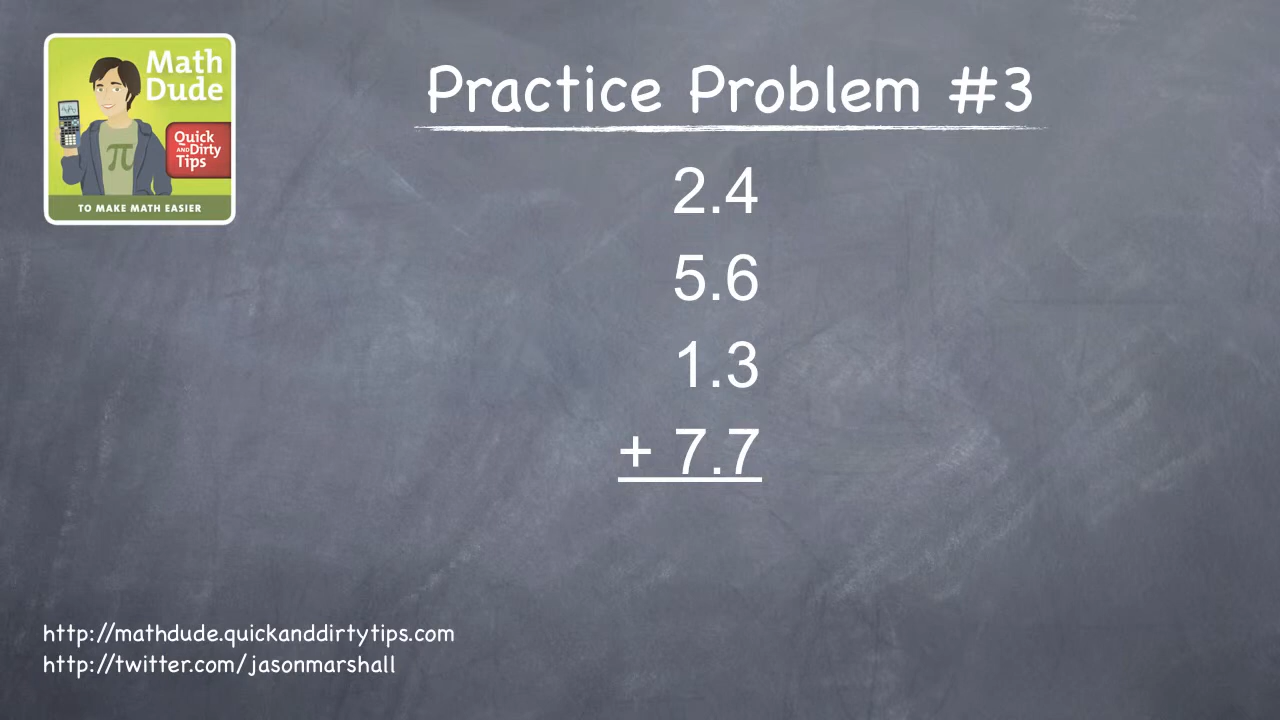 Math
Dude
Quick
AND Dirty
Tips
TO MAKE MATH EASIER
Practice Problem #3
2.4
5.6
1.3
+ 7.7
π
http://mathdude.quickanddirtytips.com
http://twitter.com/jasonmarshall